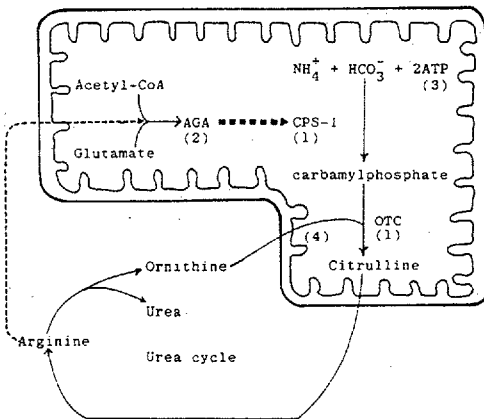 NH4+ + HCO3- + 2ATP
(3)
Acetyl-CoA
AGA
(2)
CPS-I
(1)
Glutamate
carbamylphosphate
OTC
(1)
(4)
Citrulline
Ornithine
Urea
Arginine
Urea cycle